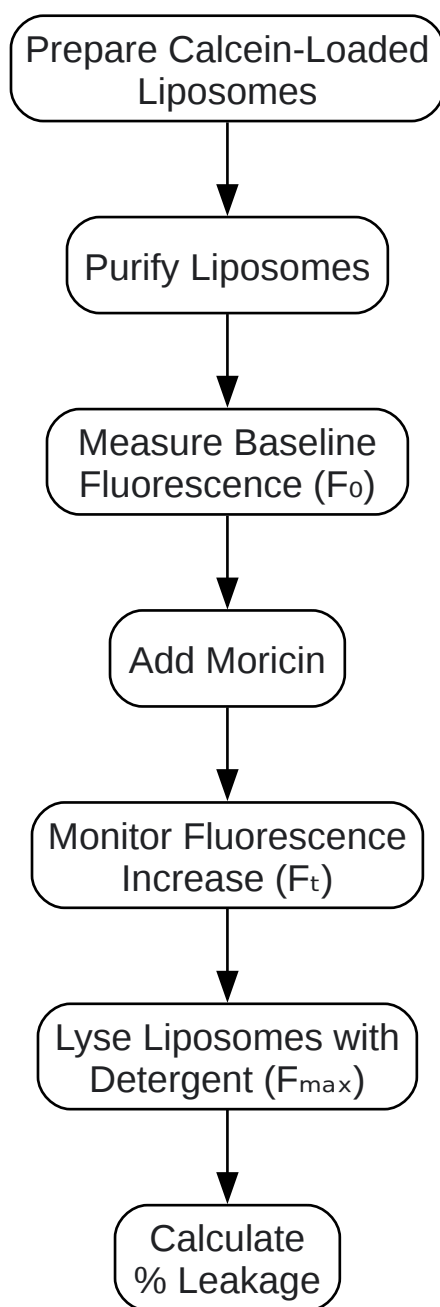 Prepare Calcein-Loaded
Liposomes
Purify Liposomes
Measure Baseline
Fluorescence (F₀)
Add Moricin
Monitor Fluorescence
Increase (Fₜ)
Lyse Liposomes with
Detergent (Fₘₐₓ)
Calculate
% Leakage